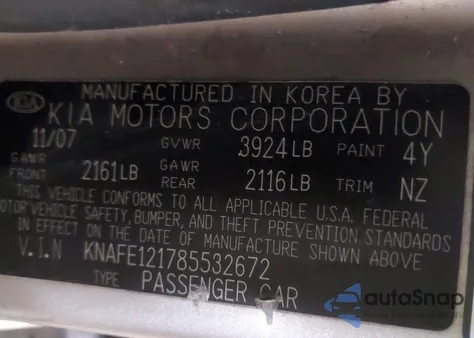 MANUFACTURED IN KOREA BY
KIA KIA MOTORS CORPORATION
11/07 GVWR 3924LB PAINT 4Y
GAWR FRONT 2161LB GAWR REAR 2116LB TRIM NZ
THIS VEHICLE CONFORMS TO ALL APPLICABLE U.S.A. FEDERAL
MOTOR VEHICLE SAFETY, BUMPER, AND THEFT PREVENTION STANDARDS
IN EFFECT ON THE DATE OF MANUFACTURE SHOWN ABOVE.
V.I.N KNAFE121785532672
TYPE PASSENGER CAR
autoSnap